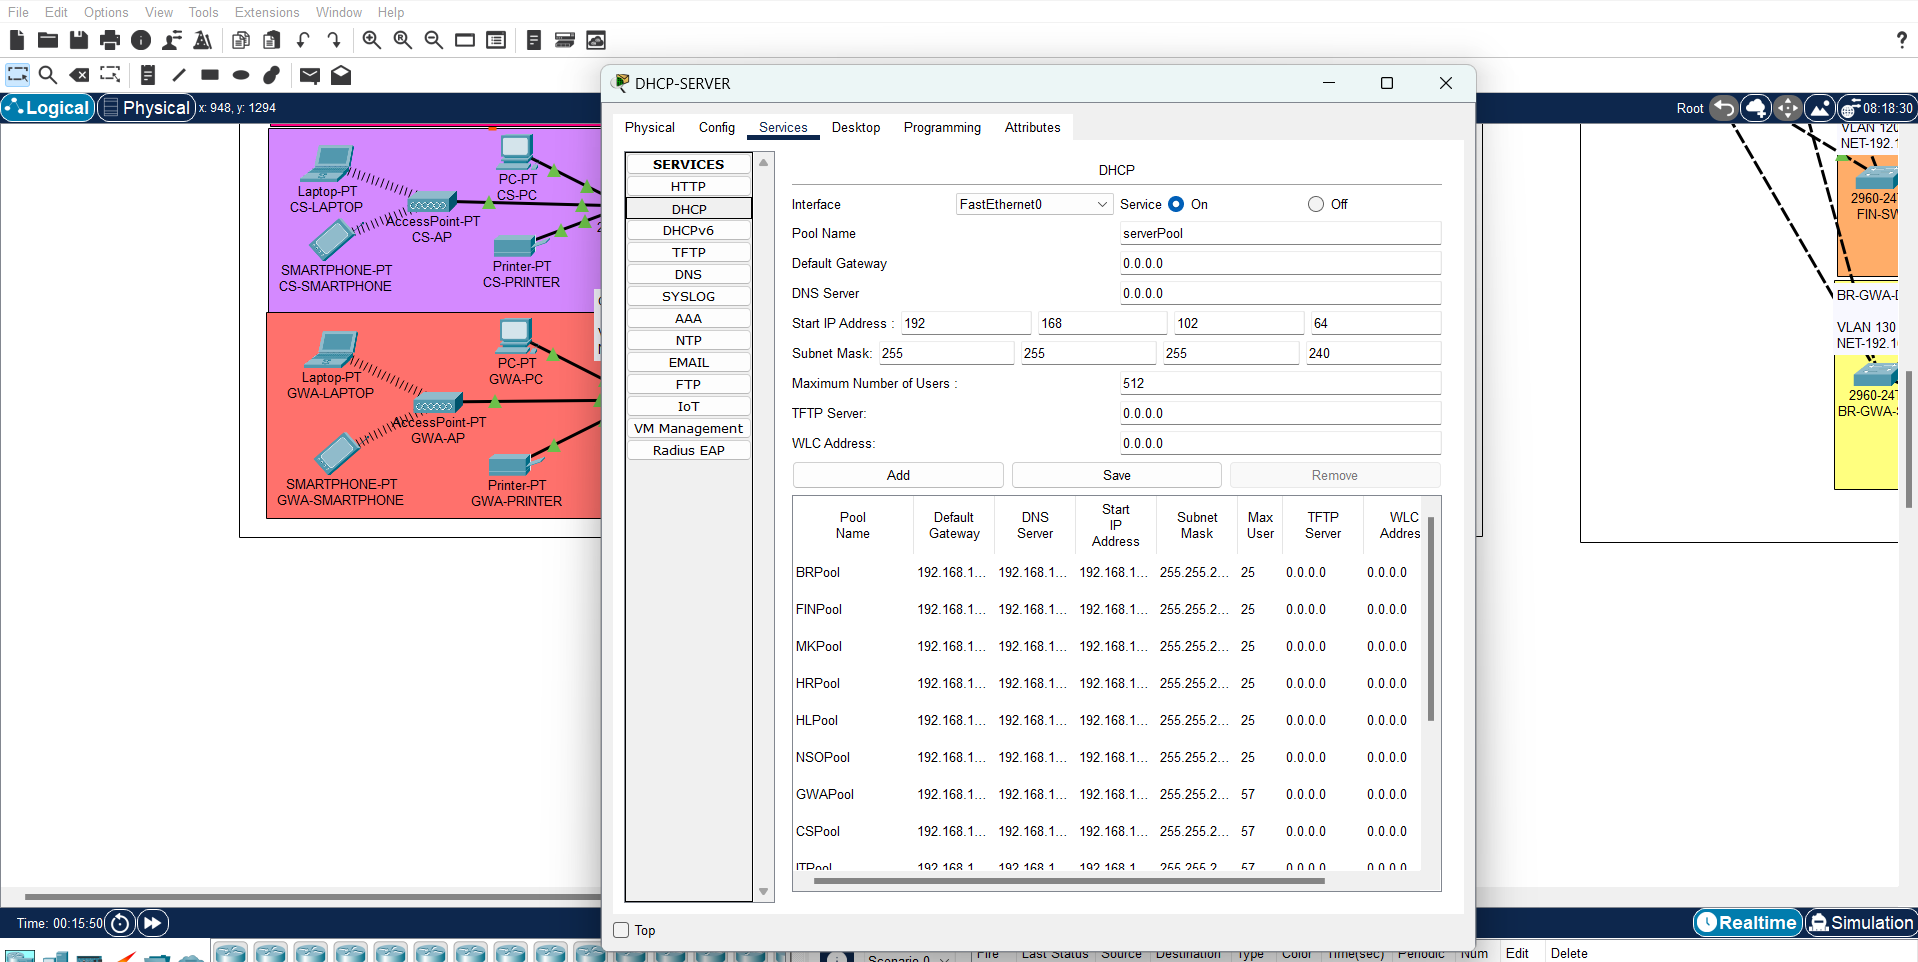 File Edit Options View Tools Extensions Window Help
?
Logical Physical x: 948, y: 1294
Root 08:18:30
Laptop-PT
CS-LAPTOP
PC-PT
CS-PC
AccessPoint-PT
CS-AP
SMARTPHONE-PT
CS-SMARTPHONE
Printer-PT
CS-PRINTER
Laptop-PT
GWA-LAPTOP
PC-PT
GWA-PC
AccessPoint-PT
GWA-AP
SMARTPHONE-PT
GWA-SMARTPHONE
Printer-PT
GWA-PRINTER
DHCP-SERVER
Physical Config Services Desktop Programming Attributes
SERVICES
HTTP
DHCP
DHCPv6
TFTP
DNS
SYSLOG
AAA
NTP
EMAIL
FTP
IoT
VM Management
Radius EAP
DHCP
Interface FastEthernet0 Service On Off
Pool Name serverPool
Default Gateway 0.0.0.0
DNS Server 0.0.0.0
Start IP Address : 192 168 102 64
Subnet Mask: 255 255 255 240
Maximum Number of Users : 512
TFTP Server: 0.0.0.0
WLC Address: 0.0.0.0
Add Save Remove
Pool Name Default Gateway DNS Server Start IP Address Subnet Mask Max User TFTP Server WLC Addres
BRPool 192.168.1... 192.168.1... 192.168.1... 255.255.2... 25 0.0.0.0 0.0.0.0
FINPool 192.168.1... 192.168.1... 192.168.1... 255.255.2... 25 0.0.0.0 0.0.0.0
MKPool 192.168.1... 192.168.1... 192.168.1... 255.255.2... 25 0.0.0.0 0.0.0.0
HRPool 192.168.1... 192.168.1... 192.168.1... 255.255.2... 25 0.0.0.0 0.0.0.0
HLPool 192.168.1... 192.168.1... 192.168.1... 255.255.2... 25 0.0.0.0 0.0.0.0
NSOPool 192.168.1... 192.168.1... 192.168.1... 255.255.2... 25 0.0.0.0 0.0.0.0
GWAPool 192.168.1... 192.168.1... 192.168.1... 255.255.2... 57 0.0.0.0 0.0.0.0
CSPool 192.168.1... 192.168.1... 192.168.1... 255.255.2... 57 0.0.0.0 0.0.0.0
ITPool 192.168.1 192.168.1 192.168.1 255.255.2 57 0.0.0.0 0.0.0.0
Top
VLAN 120
NET-192.1
2960-24
FIN-SW
BR-GWA-
VLAN 130
NET-192.1
2960-24
BR-GWA-
Time: 00:15:50
Realtime Simulation
Scenario 0
Fire Last Status Source Destination Type Color Time(sec) Periodic Num Edit Delete